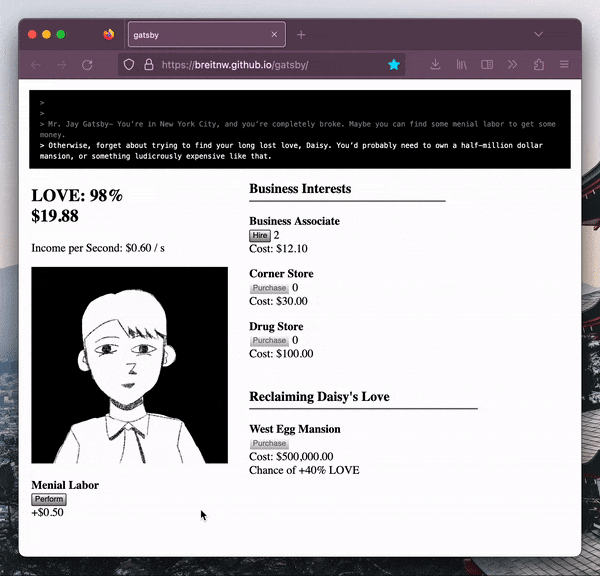 gatsby
https://breitnw.github.io/gatsby/
>
>
> Mr. Jay Gatsby— You're in New York City, and you're completely broke. Maybe you can find some menial labor to get some
money.
> Otherwise, forget about trying to find your long lost love, Daisy. You'd probably need to own a half-million dollar
mansion, or something ludicrously expensive like that.
LOVE: 98%
$19.88
Income per Second: $0.60 / s
Menial Labor
Perform
+$0.50
Business Interests
Business Associate
Hire 2
Cost: $12.10
Corner Store
Purchase 0
Cost: $30.00
Drug Store
Purchase 0
Cost: $100.00
Reclaiming Daisy's Love
West Egg Mansion
Purchase
Cost: $500,000.00
Chance of +40% LOVE